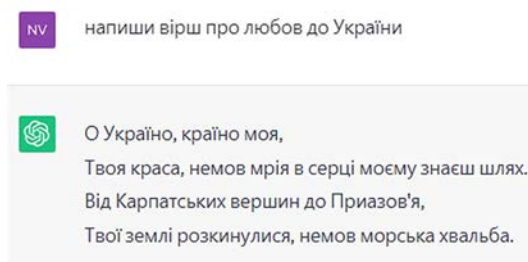 NV
напиши вірш про любов до України
О Україно, країно моя,
Твоя краса, немов мрія в серці моєму знаєш шлях.
Від Карпатських вершин до Приазов'я,
Твої землі розкинулися, немов морська хвальба.